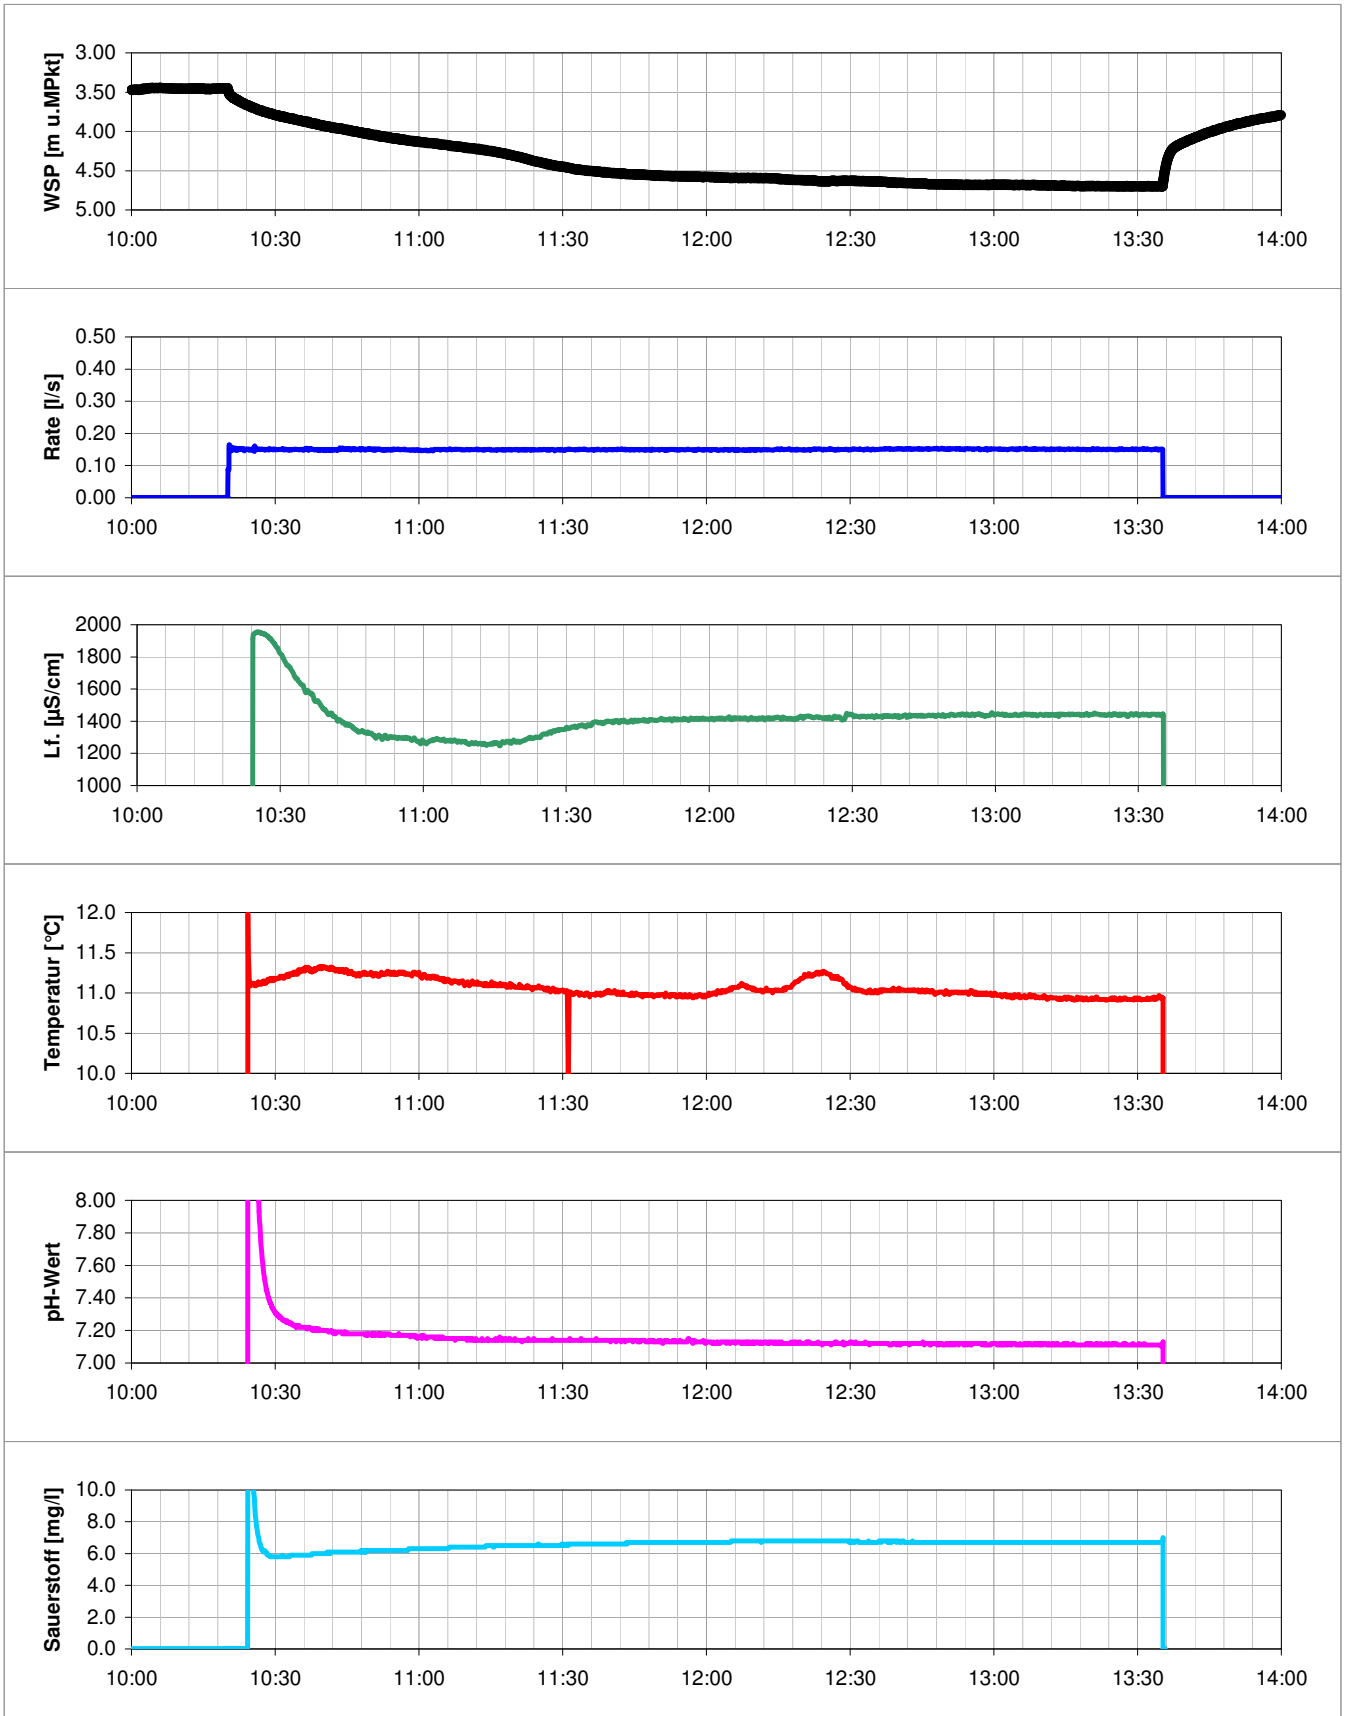 WSP [m u.MPkt]
3.00
3.50
4.00
4.50
5.00
10:00 10:30 11:00 11:30 12:00 12:30 13:00 13:30 14:00
Rate [l/s]
0.50
0.40
0.30
0.20
0.10
0.00
10:00 10:30 11:00 11:30 12:00 12:30 13:00 13:30 14:00
Lf. [µS/cm]
2000
1800
1600
1400
1200
1000
10:00 10:30 11:00 11:30 12:00 12:30 13:00 13:30 14:00
Temperatur [°C]
12.0
11.5
11.0
10.5
10.0
10:00 10:30 11:00 11:30 12:00 12:30 13:00 13:30 14:00
pH-Wert
8.00
7.80
7.60
7.40
7.20
7.00
10:00 10:30 11:00 11:30 12:00 12:30 13:00 13:30 14:00
Sauerstoff [mg/l]
10.0
8.0
6.0
4.0
2.0
0.0
10:00 10:30 11:00 11:30 12:00 12:30 13:00 13:30 14:00